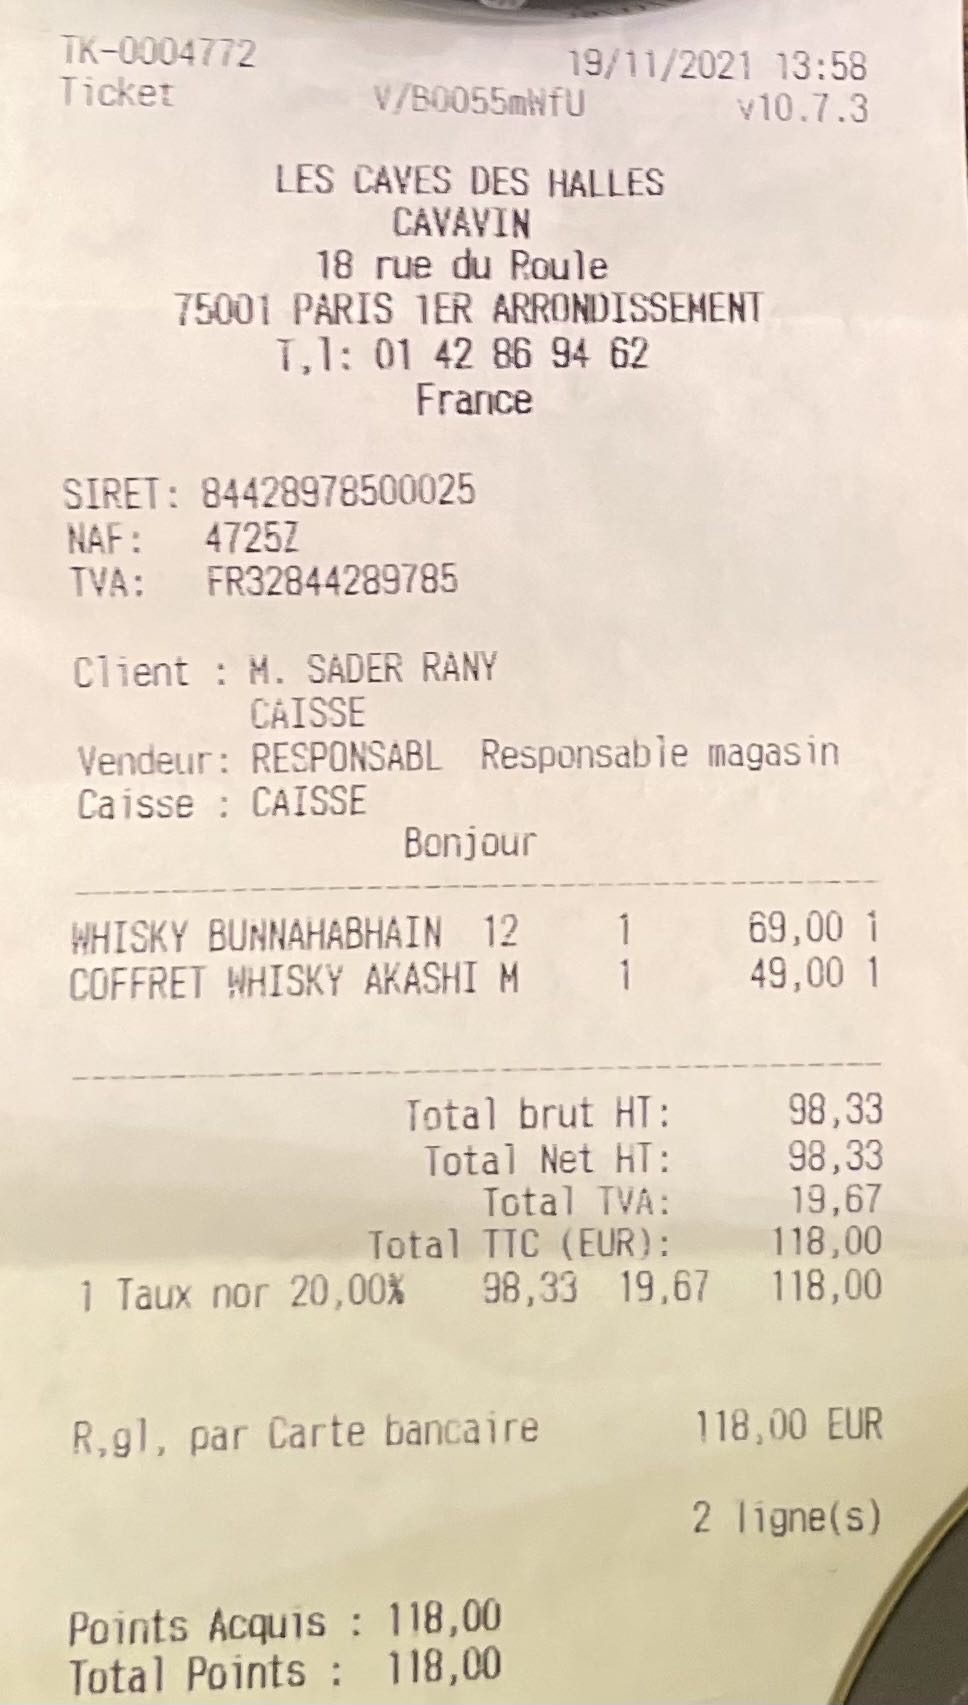 TK-0004772 19/11/2021 13:58
Ticket V/B0055mWfU v10.7.3
LES CAVES DES HALLES
CAVAVIN
18 rue du Roule
75001 PARIS 1ER ARRONDISSEMENT
T,l: 01 42 86 94 62
France
SIRET: 84428978500025
NAF: 4725Z
TVA: FR32844289785
Client : M. SADER RANY
CAISSE
Vendeur: RESPONSABL Responsable magasin
Caisse : CAISSE
Bonjour
WHISKY BUNNAHABHAIN 12 1 69,00 1
COFFRET WHISKY AKASHI M 1 49,00 1
Total brut HT: 98,33
Total Net HT: 98,33
Total TVA: 19,67
Total TTC (EUR): 118,00
1 Taux nor 20,00% 98,33 19,67 118,00
R,gl, par Carte bancaire 118,00 EUR
2 ligne(s)
Points Acquis : 118,00
Total Points : 118,00